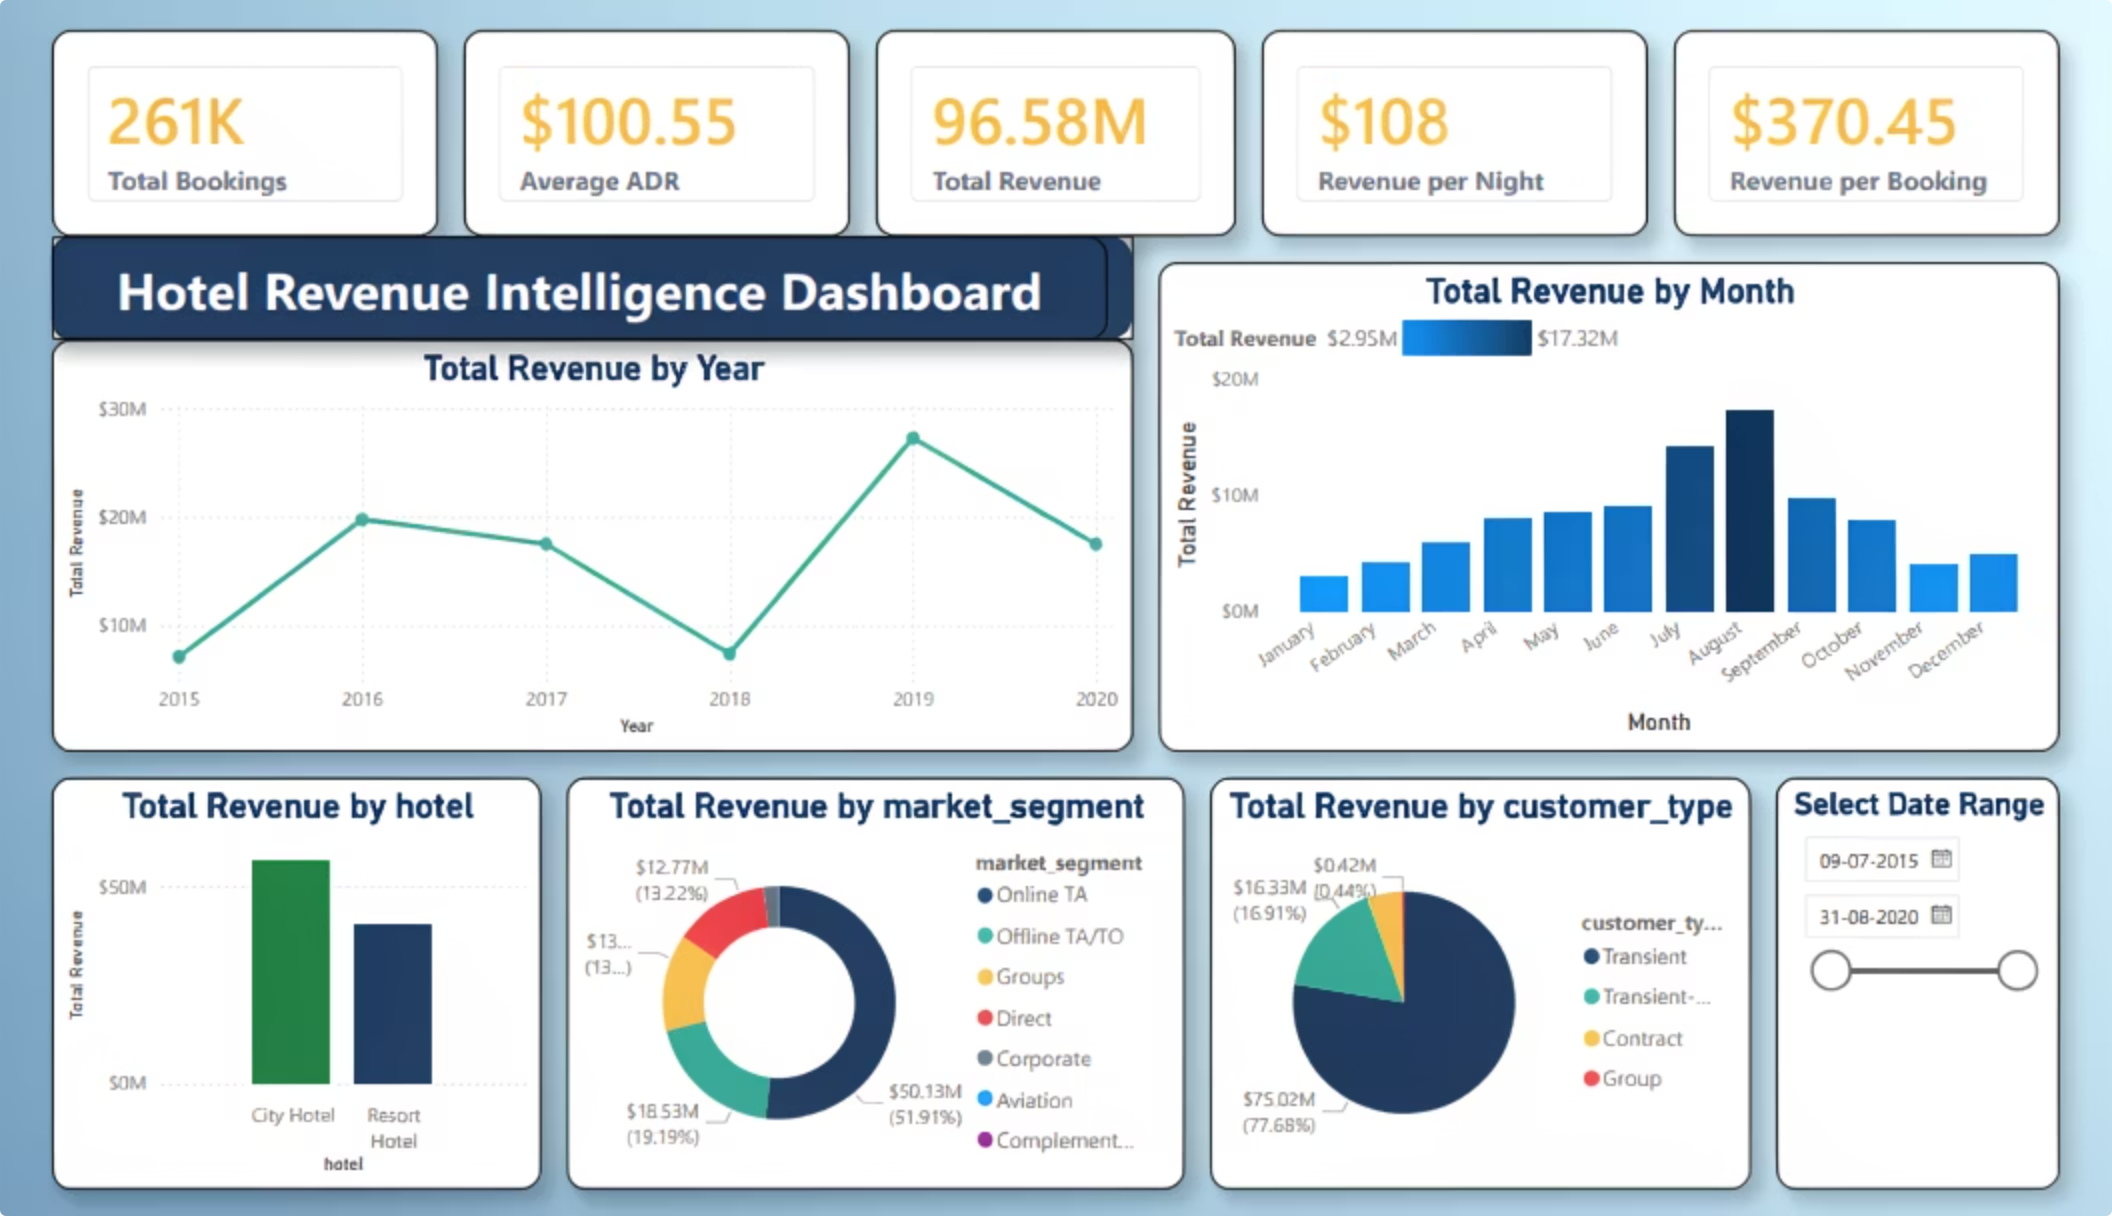 261K
Total Bookings
$100.55
Average ADR
96.58M
Total Revenue
$108
Revenue per Night
$370.45
Revenue per Booking
Hotel Revenue Intelligence Dashboard
Total Revenue by Year
Total Revenue
$30M
$20M
$10M
2015 2016 2017 2018 2019 2020
Year
Total Revenue by Month
Total Revenue $2.95M $17.32M
Total Revenue
$20M
$10M
$0M
January February March April May June July August September October November December
Month
Total Revenue by hotel
Total Revenue
$50M
$0M
City Hotel
Resort
Hotel
hotel
Total Revenue by market_segment
$12.77M
(13.22%)
$13...
(13...)
$18.53M
(19.19%)
$50.13M
(51.91%)
market_segment
Online TA
Offline TA/TO
Groups
Direct
Corporate
Aviation
Complement...
Total Revenue by customer_type
$0.42M
(0.44%)
$16.33M
(16.91%)
$75.02M
(77.68%)
customer_ty...
Transient
Transient-...
Contract
Group
Select Date Range
09-07-2015
31-08-2020